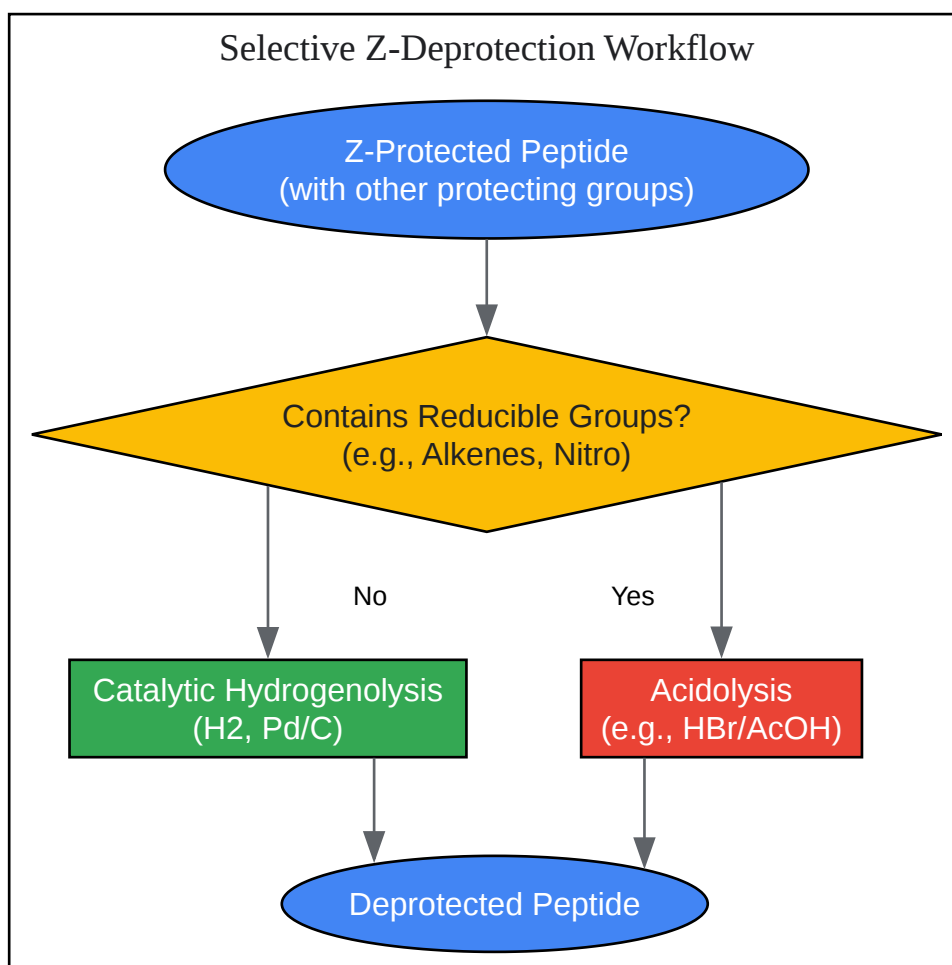 Selective Z-Deprotection Workflow
Z-Protected Peptide
(with other protecting groups)
Contains Reducible Groups?
(e.g., Alkenes, Nitro)
No
Yes
Catalytic Hydrogenolysis
(H2, Pd/C)
Acidolysis
(e.g., HBr/AcOH)
Deprotected Peptide